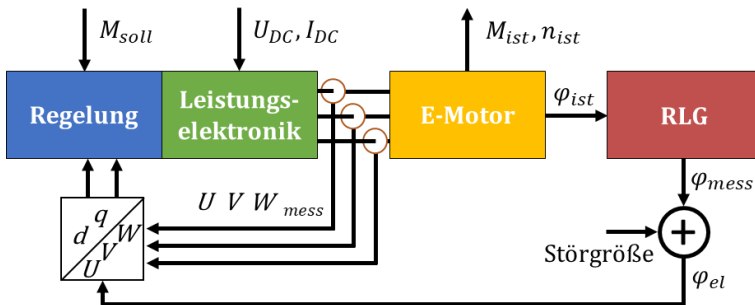 M_soll
U_DC, I_DC
M_ist, n_ist
Regelung
Leistungs-
elektronik
E-Motor
φ_ist
RLG
φ_mess
U V W_mess
d q
U V W
Störgröße
+
φ_el